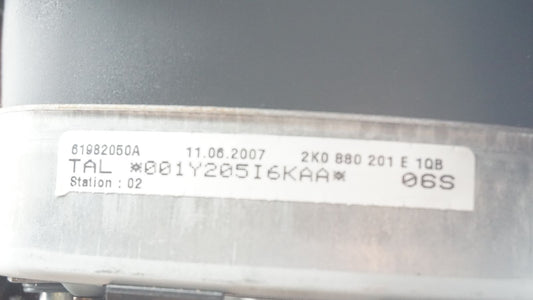 61982050A 11.06.2007 2K0 880 201 E 1QB
TAL *001Y205I6KAA* 06S
Station : 02